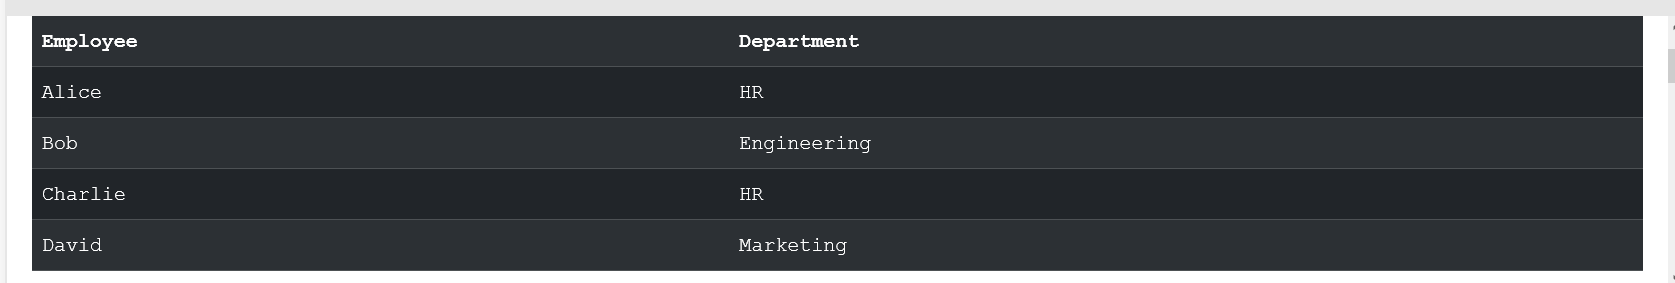 Employee Department
Alice HR
Bob Engineering
Charlie HR
David Marketing